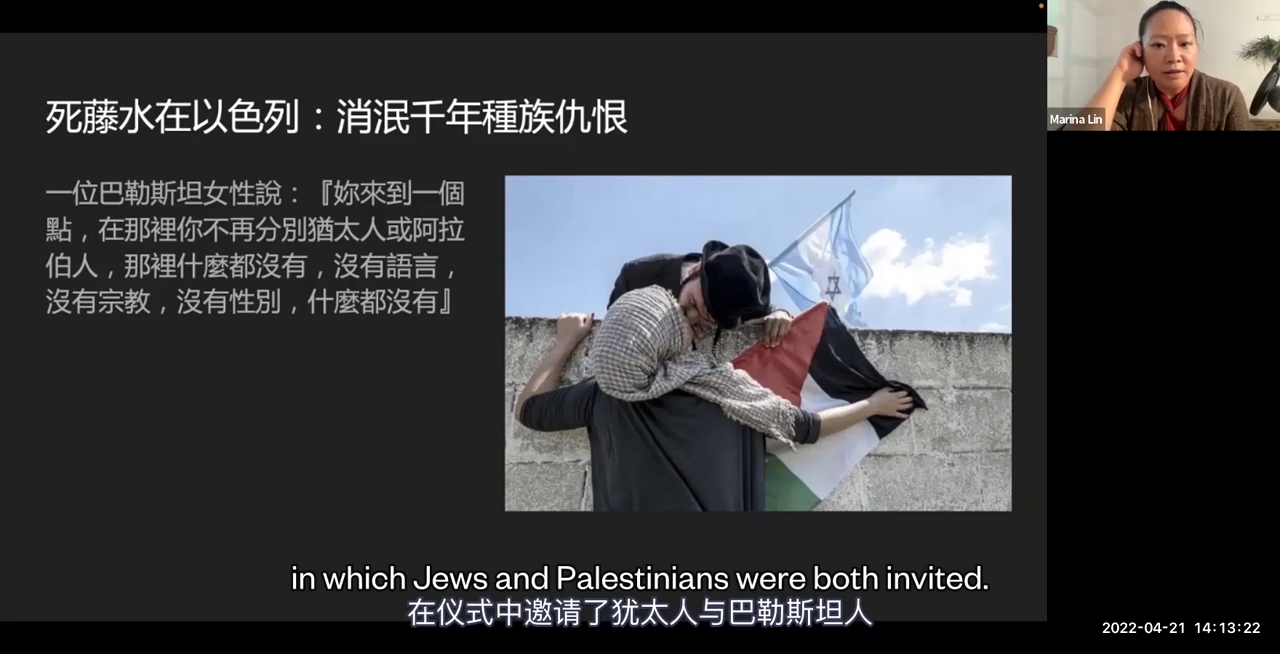 死藤水在以色列：消泯千年種族仇恨
一位巴勒斯坦女性說：『妳來到一個
點，在那裡你不再分別猶太人或阿拉
伯人，那裡什麼都沒有，沒有語言，
沒有宗教，沒有性別，什麼都沒有』
Marina Lin
in which Jews and Palestinians were both invited.
在仪式中邀请了犹太人与巴勒斯坦人
2022-04-21 14:13:22